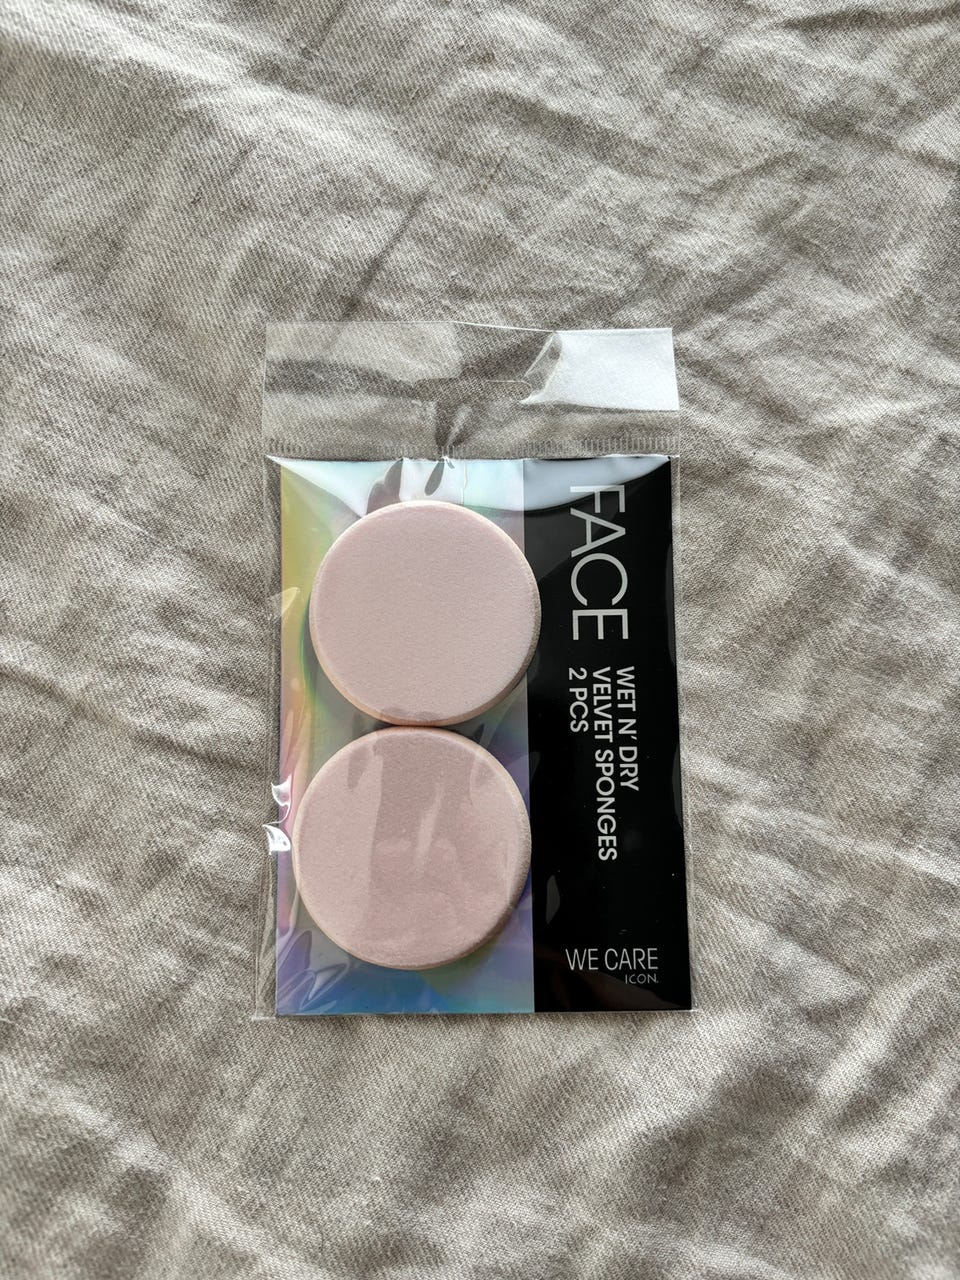 FACE
WET N' DRY
VELVET SPONGES
2 PCS
WE CARE
ICON.